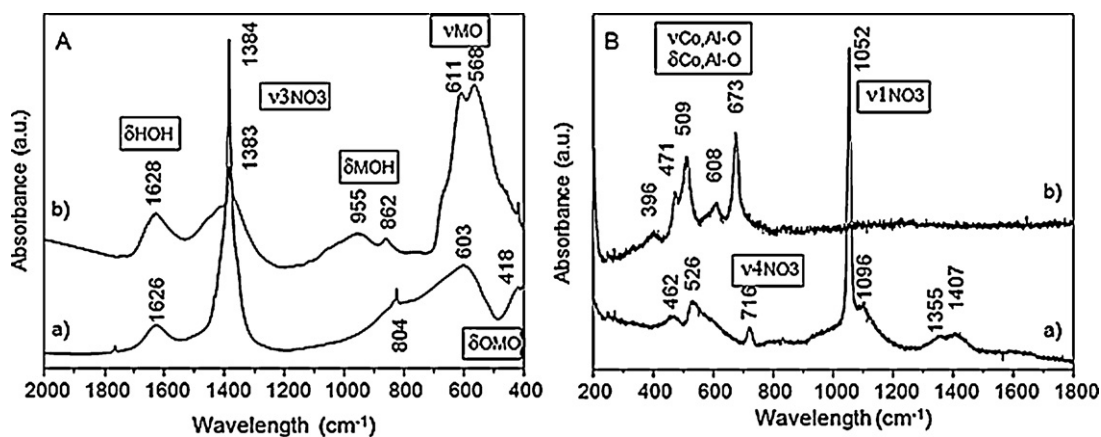 A
νMO
1384
611
568
ν3NO3
δHOH
1383
δMOH
1628
955
862
b)
603
418
1626
a)
804
δOMO
Absorbance (a.u.)
2000 1800 1600 1400 1200 1000 800 600 400
Wavelength (cm-1)
B
νCo,Al-O
δCo,Al-O
1052
673
ν1NO3
509
471
608
396
b)
ν4NO3
526
462
716
1096
1355
1407
a)
Absorbance (a.u.)
200 400 600 800 1000 1200 1400 1600 1800
Wavelength (cm-1)